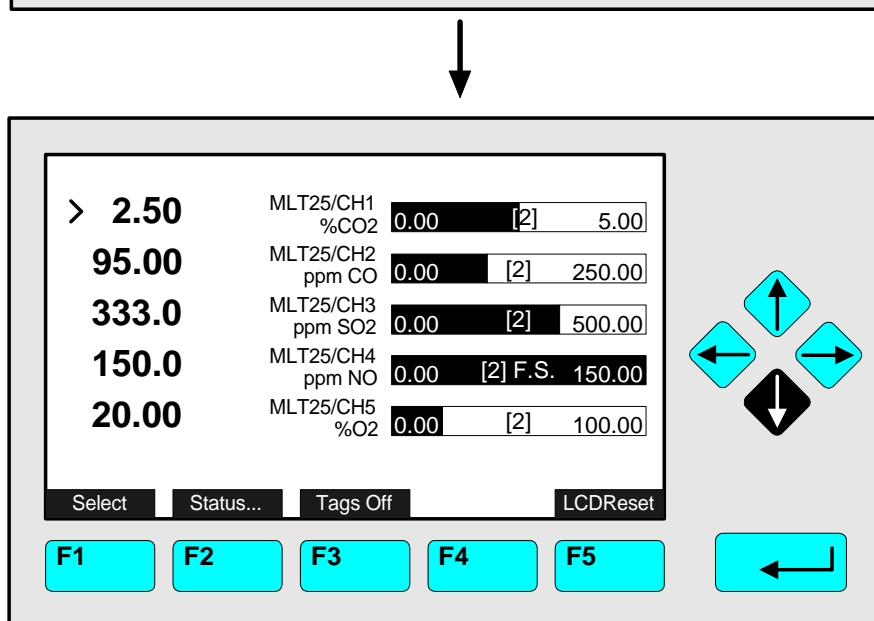 > 2.50 MLT25/CH1
%CO2 0.00 [2] 5.00
95.00 MLT25/CH2
ppm CO 0.00 [2] 250.00
333.0 MLT25/CH3
ppm SO2 0.00 [2] 500.00
150.0 MLT25/CH4
ppm NO 0.00 [2] F.S. 150.00
20.00 MLT25/CH5
%O2 0.00 [2] 100.00
Select Status... Tags Off LCDReset
F1 F2 F3 F4 F5